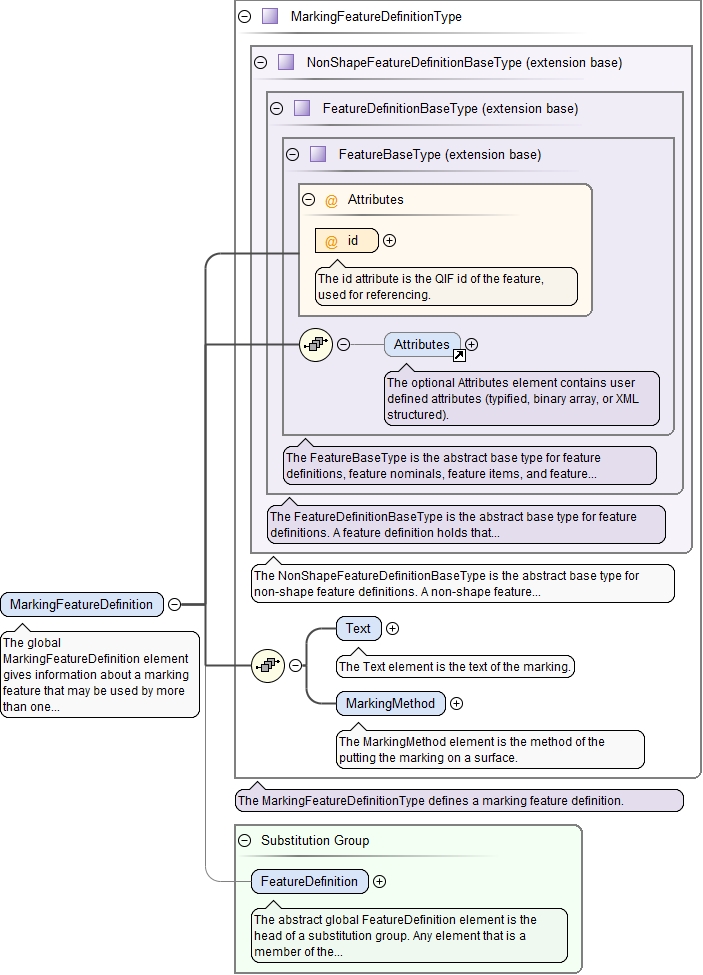 MarkingFeatureDefinitionType
NonShapeFeatureDefinitionBaseType (extension base)
FeatureDefinitionBaseType (extension base)
FeatureBaseType (extension base)
@ Attributes
@ id
The id attribute is the QIF id of the feature,
used for referencing.
Attributes
The optional Attributes element contains user
defined attributes (typified, binary array, or XML
structured).
The FeatureBaseType is the abstract base type for feature
definitions, feature nominals, feature items, and feature...
The FeatureDefinitionBaseType is the abstract base type for feature
definitions. A feature definition holds that...
The NonShapeFeatureDefinitionBaseType is the abstract base type for
non-shape feature definitions. A non-shape feature...
MarkingFeatureDefinition
The global
MarkingFeatureDefinition element
gives information about a marking
feature that may be used by more
than one...
Text
The Text element is the text of the marking.
MarkingMethod
The MarkingMethod element is the method of the
putting the marking on a surface.
The MarkingFeatureDefinitionType defines a marking feature definition.
Substitution Group
FeatureDefinition
The abstract global FeatureDefinition element is the
head of a substitution group. Any element that is a
member of the...